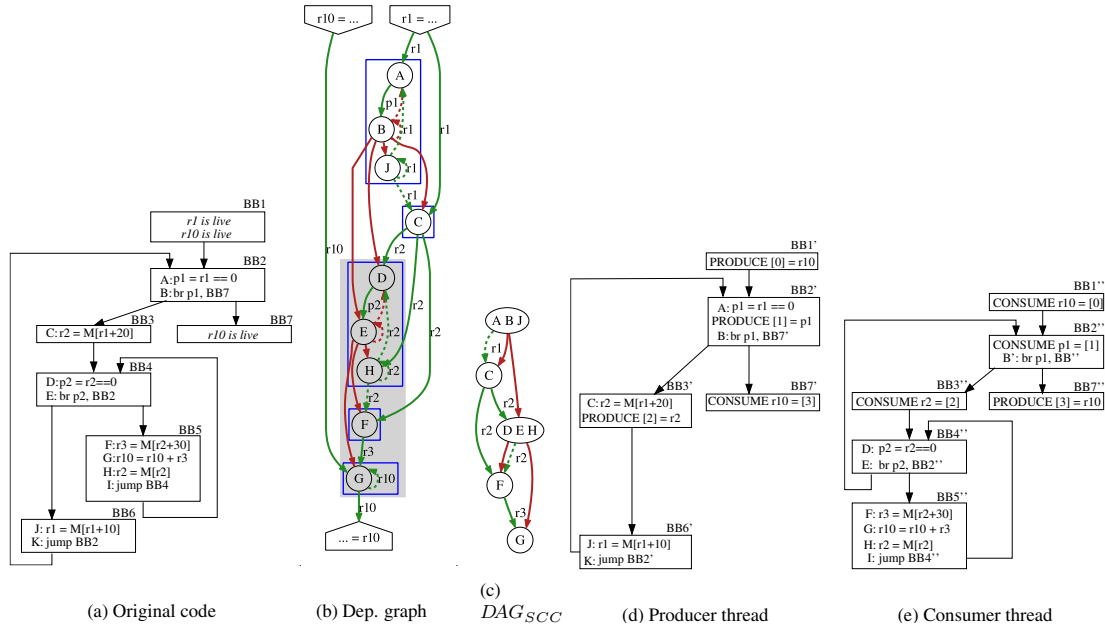 BB1
r1 is live
r10 is live
BB2
A: p1 = r1 == 0
B: br p1, BB7
BB3
C: r2 = M[r1+20]
BB7
r10 is live
BB4
D: p2 = r2==0
E: br p2, BB2
BB5
F: r3 = M[r2+30]
G: r10 = r10 + r3
H: r2 = M[r2]
I: jump BB4
BB6
J: r1 = M[r1+10]
K: jump BB2
(a) Original code
r10 = ...
r1 = ...
r1
A
p1
B
r1
r1
J
r1
r1
C
r10
r2
D
p2
r2
E
r2
r2
H
r2
r2
F
r3
G
r10
r10
... = r10
(b) Dep. graph
A B J
r1
C
r2
r2
D E H
r2
F
r3
G
(c)
DAG_SCC
BB1'
PRODUCE [0] = r10
BB2'
A: p1 = r1 == 0
PRODUCE [1] = p1
B: br p1, BB7'
BB3'
C: r2 = M[r1+20]
PRODUCE [2] = r2
BB7'
CONSUME r10 = [3]
BB6'
J: r1 = M[r1+10]
K: jump BB2'
(d) Producer thread
BB1''
CONSUME r10 = [0]
BB2''
CONSUME p1 = [1]
B': br p1, BB''
BB3''
CONSUME r2 = [2]
BB7''
PRODUCE [3] = r10
BB4''
D: p2 = r2==0
E: br p2, BB2''
BB5''
F: r3 = M[r2+30]
G: r10 = r10 + r3
H: r2 = M[r2]
I: jump BB4''
(e) Consumer thread